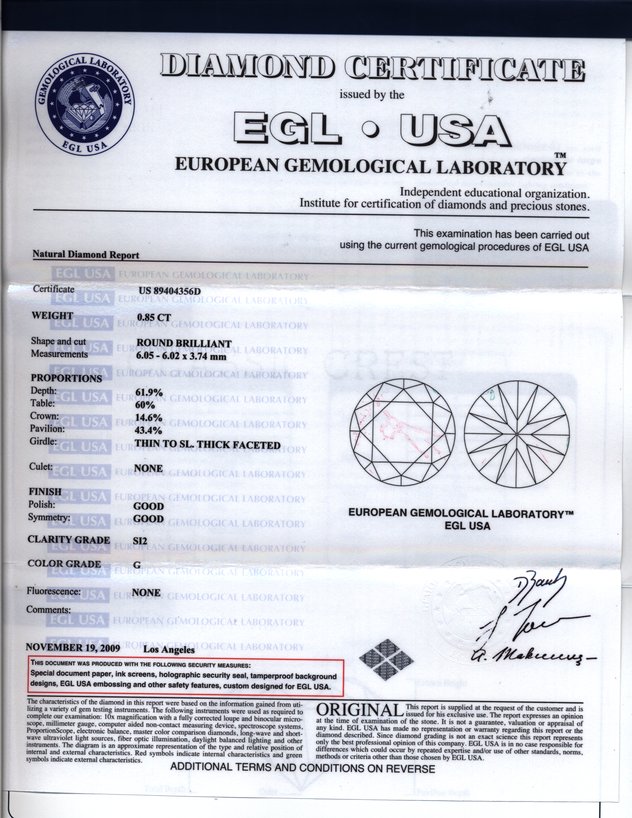 GEMOLOGICAL LABORATORY
EGL USA
DIAMOND CERTIFICATE
issued by the
EGL • USA
EUROPEAN GEMOLOGICAL LABORATORY™
Independent educational organization.
Institute for certification of diamonds and precious stones.
This examination has been carried out
using the current gemological procedures of EGL USA
Natural Diamond Report
Certificate US 89404356D
WEIGHT 0.85 CT
Shape and cut ROUND BRILLIANT
Measurements 6.05 - 6.02 x 3.74 mm
PROPORTIONS
Depth: 61.9%
Table: 60%
Crown: 14.6%
Pavilion: 43.4%
Girdle: THIN TO SL. THICK FACETED
Culet: NONE
FINISH
Polish: GOOD
Symmetry: GOOD
CLARITY GRADE SI2
COLOR GRADE G
Fluorescence: NONE
Comments:
EUROPEAN GEMOLOGICAL LABORATORY™
EGL USA
NOVEMBER 19, 2009 Los Angeles
THIS DOCUMENT WAS PRODUCED WITH THE FOLLOWING SECURITY MEASURES:
Special document paper, ink screens, holographic security seal, tamperproof background
designs, EGL USA embossing and other safety features, custom designed for EGL USA.
The characteristics of the diamond in this report were based on the information gained from uti-
lizing a variety of gem testing instruments. The following instruments were used as required to
complete our examination: 10x magnification with a fully corrected loupe and binocular micro-
scope, millimeter gauge, computer aided non-contact measuring device, spectroscope systems,
ProportionScope, electronic balance, master color comparison diamonds, long-wave and short-
wave ultraviolet light sources, fiber optic illumination, daylight balanced lighting and other
instruments. The diagram is an approximate representation of the type and relative position of
internal and external characteristics. Red symbols indicate internal characteristics and green
symbols indicate external characteristics.
ORIGINAL This report is supplied at the request of the customer and is
issued for his exclusive use. The report expresses an opinion
at the time of examination of the stone. It is not a guarantee, valuation or appraisal of
any kind. EGL USA has made no representation or warranty regarding this report or the
diamond described. Since diamond grading is not an exact science this report represents
only the best professional opinion of this company. EGL USA is in no case responsible for
differences which could occur by repeated expertise and/or use of other standards, norms,
methods or criteria other than those chosen by EGL USA.
ADDITIONAL TERMS AND CONDITIONS ON REVERSE